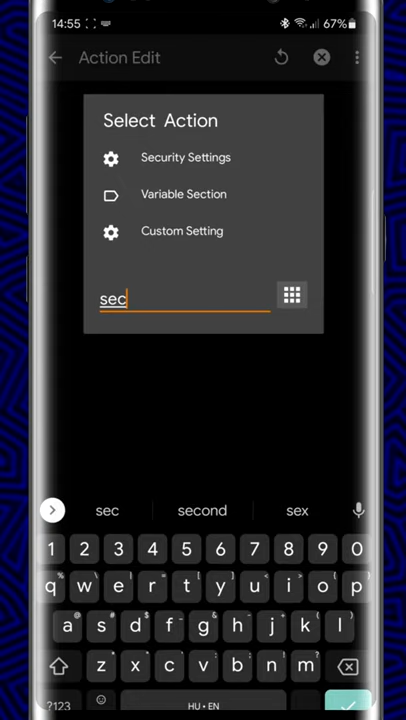 14:55 67%
Action Edit
Select Action
Security Settings
Variable Section
Custom Setting
sec
sec second sex
1 2 3 4 5 6 7 8 9 0
q w e r t y u i o p
a s d f g h j k l
z x c v b n m
?123 HU • EN